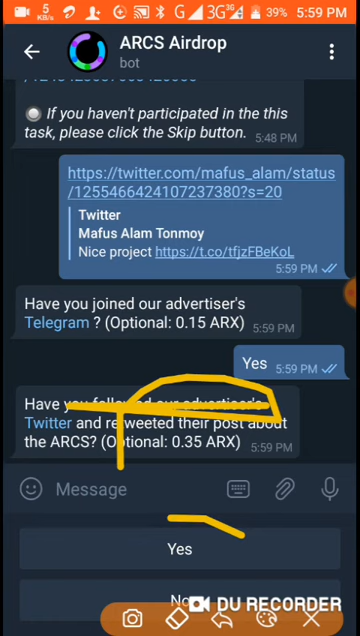 5
KB/s
G 3G 39% 5:59 PM
ARCS Airdrop
bot
If you haven't participated in the this
task, please click the Skip button. 5:48 PM
https://twitter.com/mafus_alam/status
/1255466424107237380?s=20
Twitter
Mafus Alam Tonmoy
Nice project https://t.co/tfjzFBeKoL
5:59 PM
Have you joined our advertiser's
Telegram ? (Optional: 0.15 ARX) 5:59 PM
Yes 5:59 PM
Have you followed our advertiser's
Twitter and retweeted their post about
the ARCS? (Optional: 0.35 ARX) 5:59 PM
Message
Yes
No
DU RECORDER